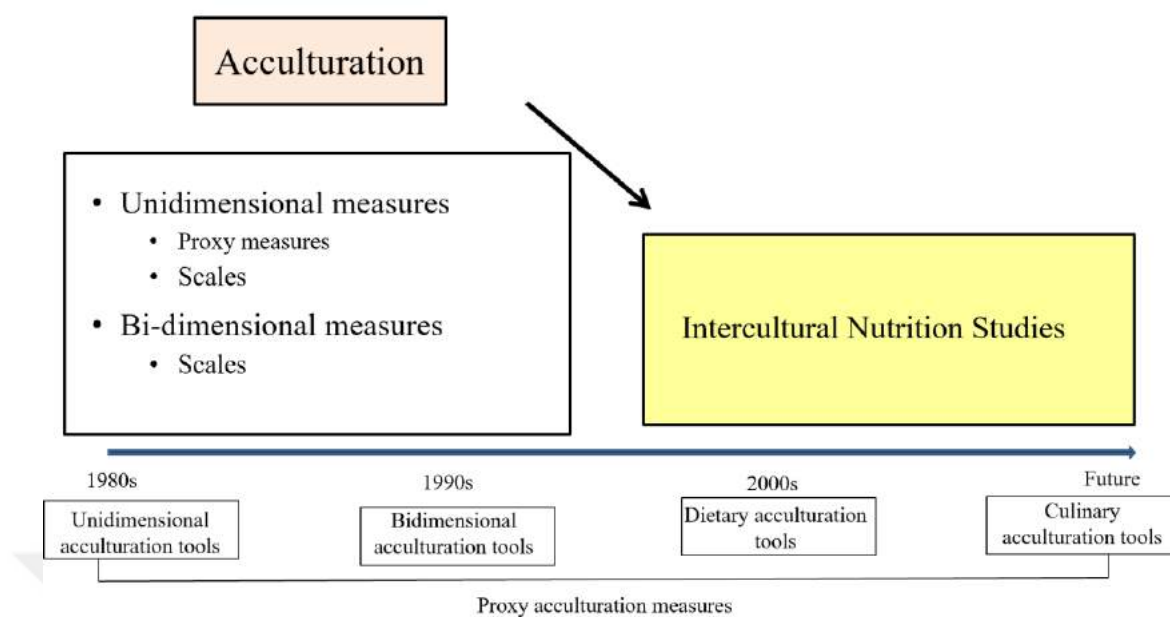 Acculturation
• Unidimensional measures
• Proxy measures
• Scales
• Bi-dimensional measures
• Scales
Intercultural Nutrition Studies
1980s
1990s
2000s
Future
Unidimensional
acculturation tools
Bidimensional
acculturation tools
Dietary acculturation
tools
Culinary
acculturation tools
Proxy acculturation measures